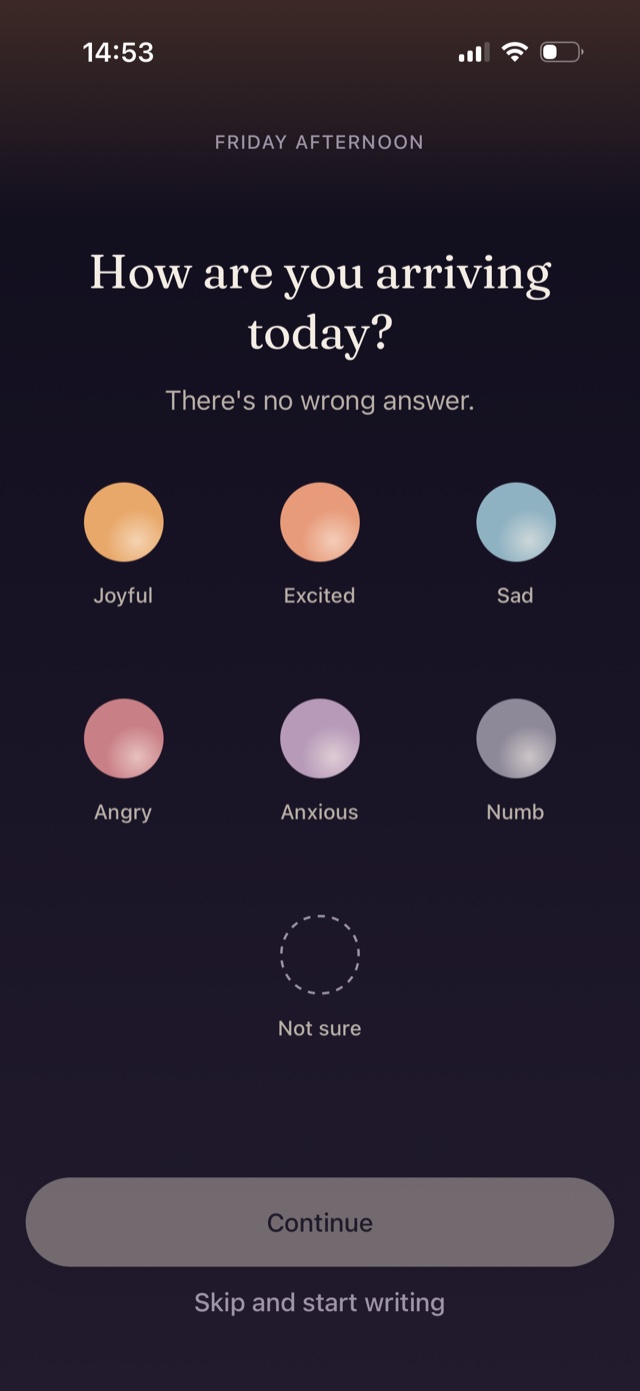 14:53
FRIDAY AFTERNOON
How are you arriving
today?
There's no wrong answer.
Joyful Excited Sad
Angry Anxious Numb
Not sure
Continue
Skip and start writing